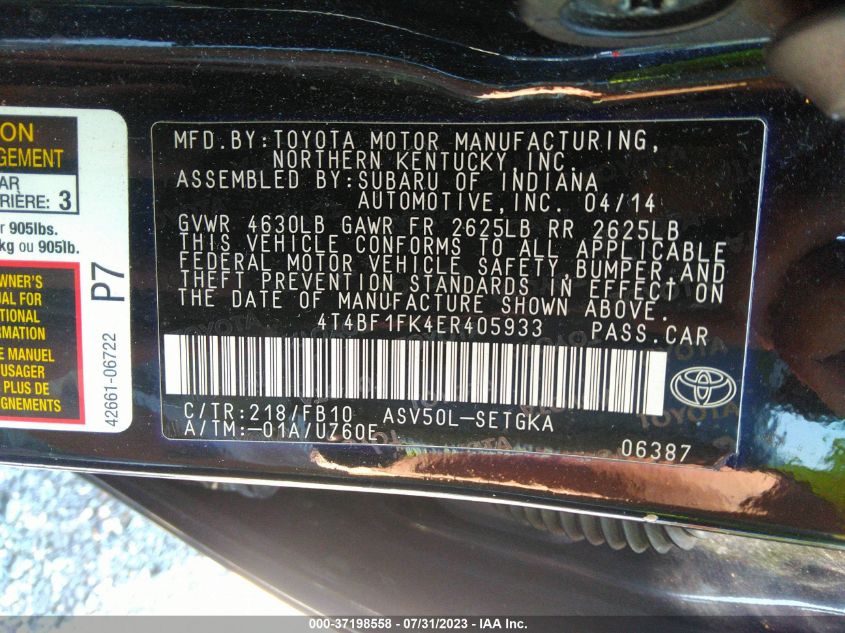 ON
GEMENT
AR
RIÈRE: 3
905lbs.
kg ou 905lb.
WNER'S
UAL FOR
TIONAL
ORMATION
E MANUEL
USAGER
PLUS DE
GNEMENTS
P7
42661-06722
MFD.BY:TOYOTA MOTOR MANUFACTURING,
NORTHERN KENTUCKY, INC.
ASSEMBLED BY:SUBARU OF INDIANA
AUTOMOTIVE,INC. 04/14
GVWR 4630LB GAWR FR 2625LB RR 2625LB
THIS VEHICLE CONFORMS TO ALL APPLICABLE
FEDERAL MOTOR VEHICLE SAFETY,BUMPER,AND
THEFT PREVENTION STANDARDS IN EFFECT ON
THE DATE OF MANUFACTURE SHOWN ABOVE.
4T4BF1FK4ER405933 PASS.CAR
C/TR:218/FB10 ASV50L-SETGKA
A/TM:-01A/UZ60E
06387
TOYOTA
000-37198558 - 07/31/2023 - IAA Inc.